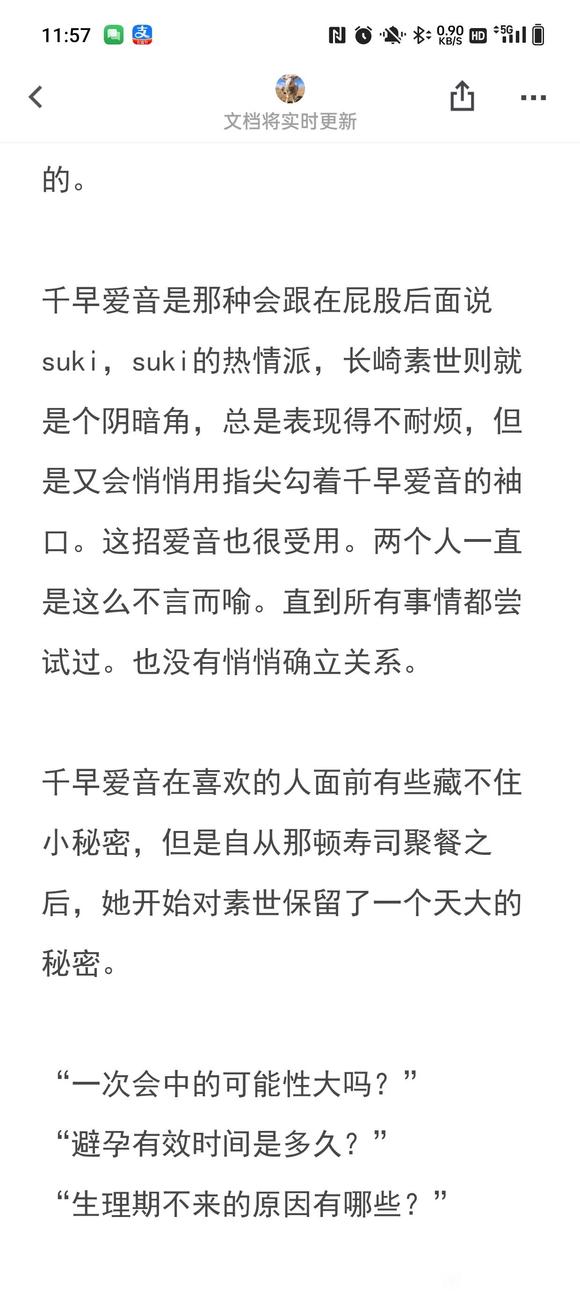 11:57
0.90 KB/S HD 5G
文档将实时更新
的。
千早爱音是那种会跟在屁股后面说
suki，suki的热情派，长崎素世则就
是个阴暗角，总是表现得不耐烦，但
是又会悄悄用指尖勾着千早爱音的袖
口。这招爱音也很受用。两个人一直
是这么不言而喻。直到所有事情都尝
试过。也没有悄悄确立关系。
千早爱音在喜欢的人面前有些藏不住
小秘密，但是自从那顿寿司聚餐之
后，她开始对素世保留了一个天大的
秘密。
“一次会中的可能性大吗？”
“避孕有效时间是多久？”
“生理期不来的原因有哪些？”